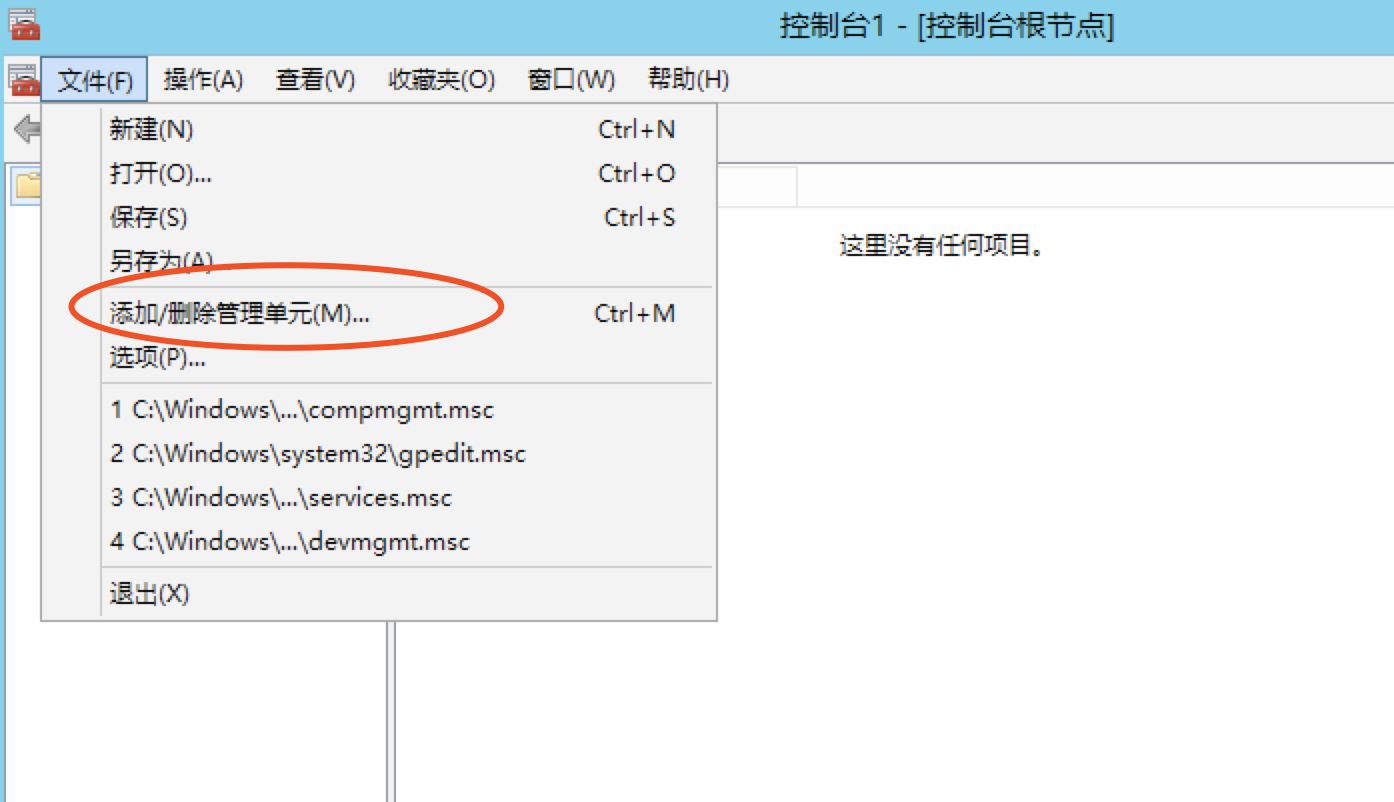 控制台1 - [控制台根节点]
文件(F) 操作(A) 查看(V) 收藏夹(O) 窗口(W) 帮助(H)
新建(N) Ctrl+N
打开(O)... Ctrl+O
保存(S) Ctrl+S
另存为(A)...
这里没有任何项目。
添加/删除管理单元(M)... Ctrl+M
选项(P)...
1 C:\Windows\...\compmgmt.msc
2 C:\Windows\system32\gpedit.msc
3 C:\Windows\...\services.msc
4 C:\Windows\...\devmgmt.msc
退出(X)